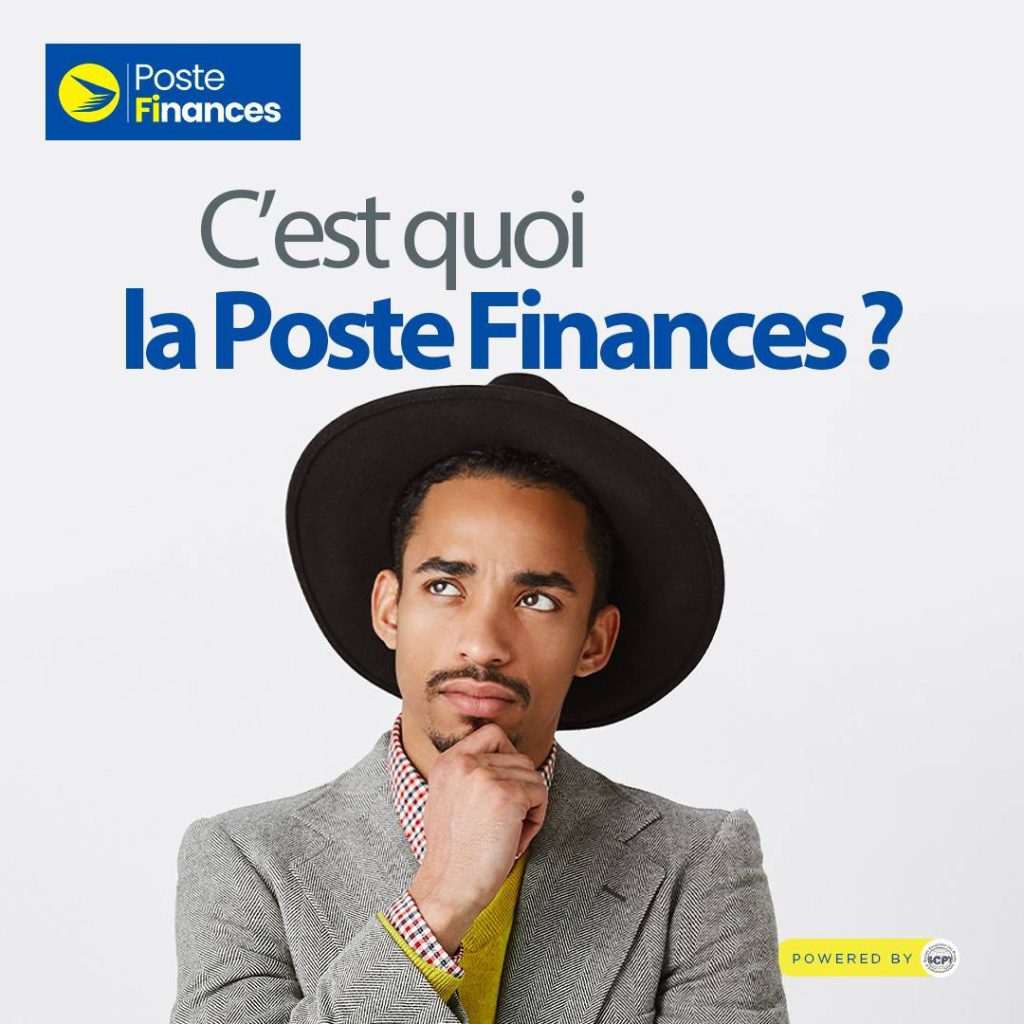 Poste
Finances
C'est quoi
la Poste Finances ?
POWERED BY